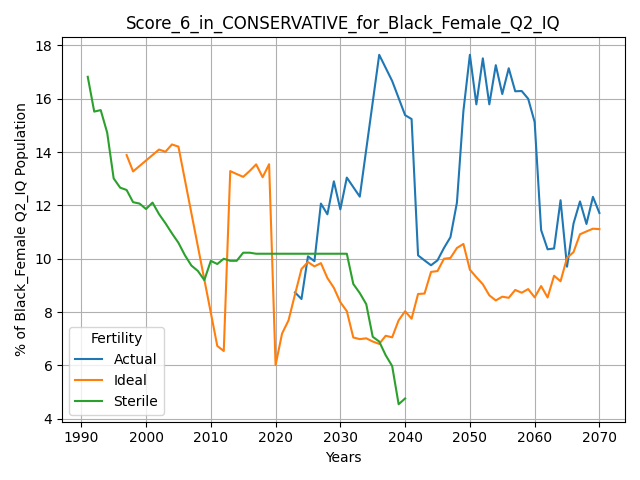 Score_6_in_CONSERVATIVE_for_Black_Female_Q2_IQ
% of Black_Female Q2_IQ Population
18
16
14
12
10
8
6
4
Fertility
Actual
Ideal
Sterile
1990 2000 2010 2020 2030 2040 2050 2060 2070
Years